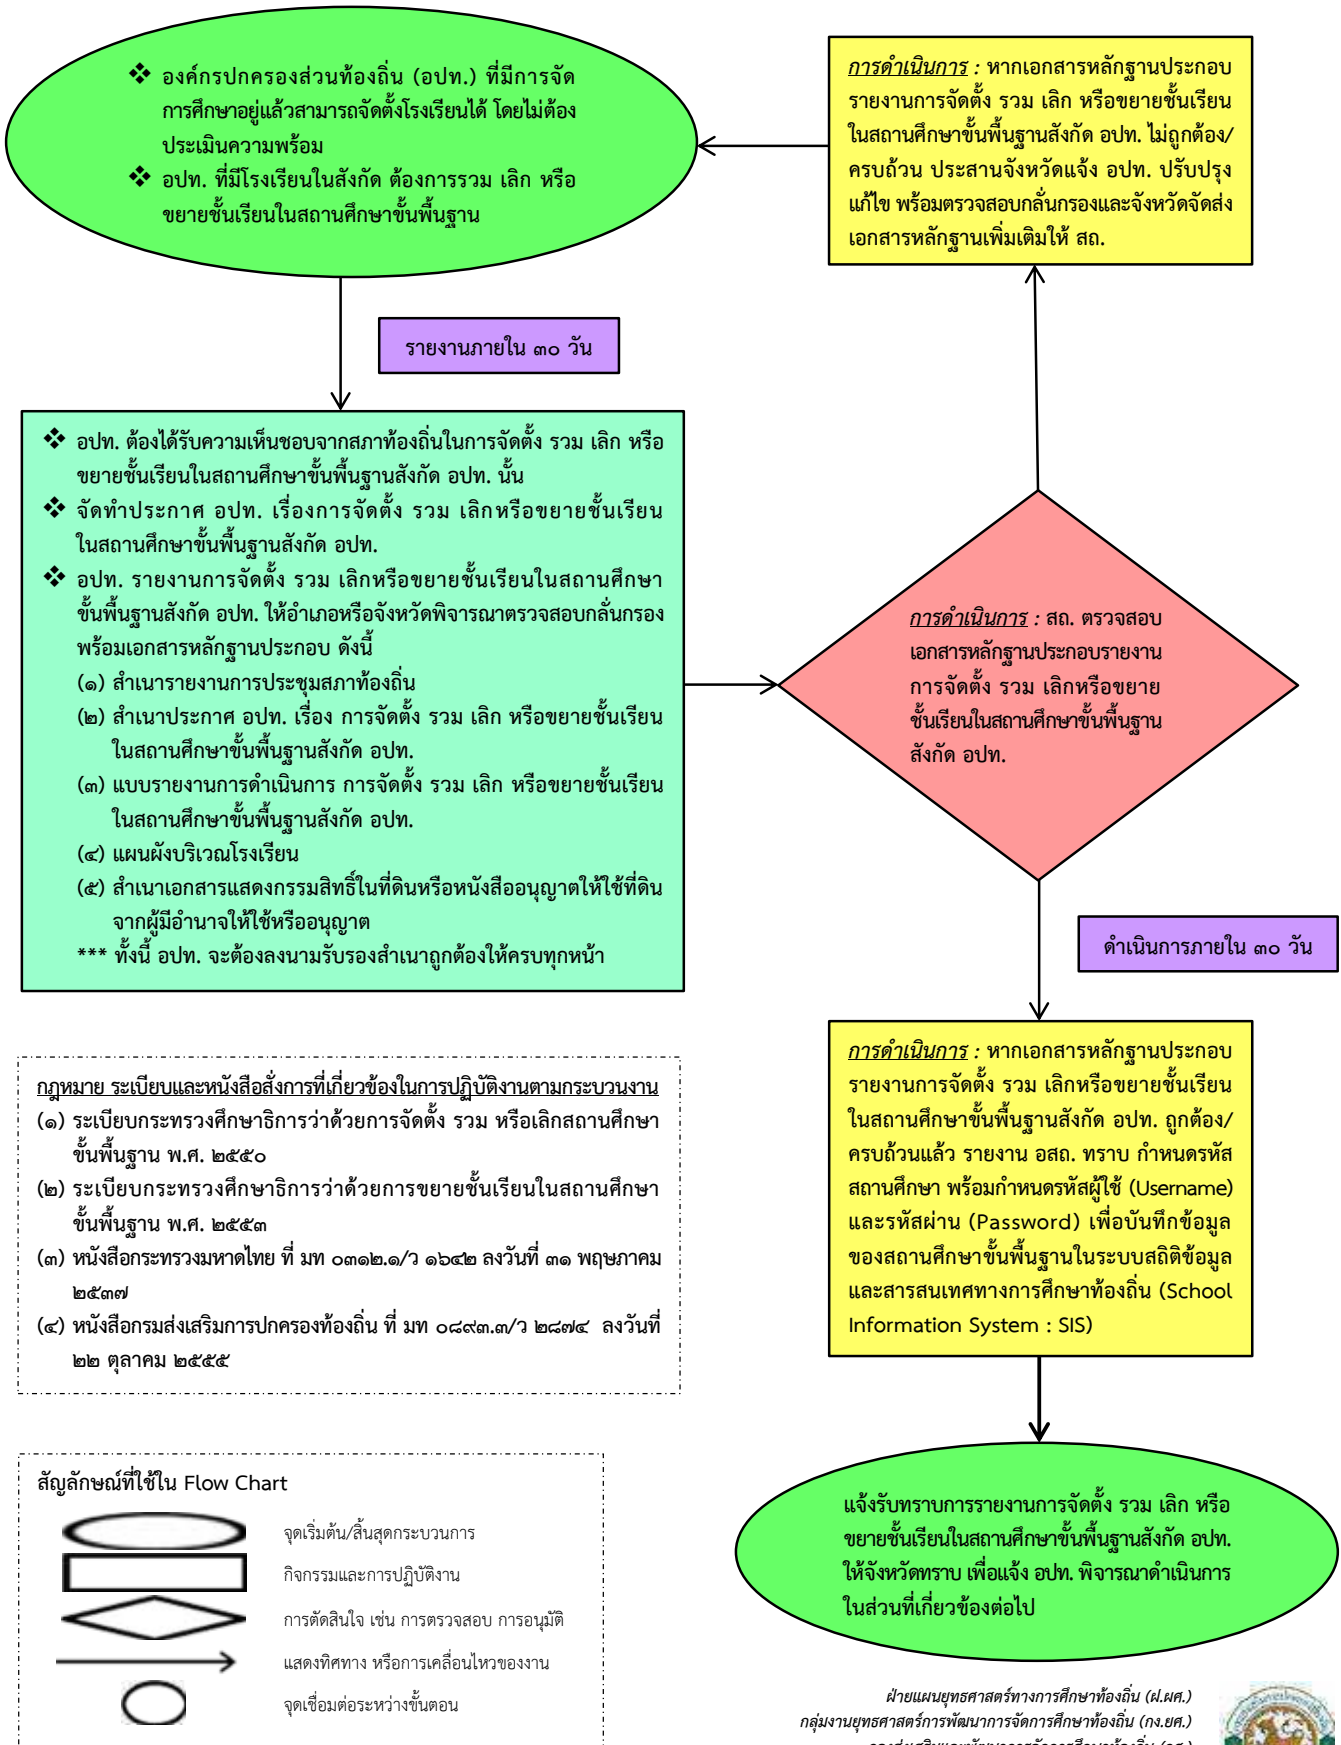 ❖ องค์กรปกครองส่วนท้องถิ่น (อปท.) ที่มีการจัด
การศึกษาอยู่แล้วสามารถจัดตั้งโรงเรียนได้ โดยไม่ต้อง
ประเมินความพร้อม
❖ อปท. ที่มีโรงเรียนในสังกัด ต้องการรวม เลิก หรือ
ขยายชั้นเรียนในสถานศึกษาขั้นพื้นฐาน
การดำเนินการ : หากเอกสารหลักฐานประกอบ
รายงานการจัดตั้ง รวม เลิก หรือขยายชั้นเรียน
ในสถานศึกษาขั้นพื้นฐานสังกัด อปท. ไม่ถูกต้อง/
ครบถ้วน ประสานจังหวัดแจ้ง อปท. ปรับปรุง
แก้ไข พร้อมตรวจสอบกลั่นกรองและจังหวัดจัดส่ง
เอกสารหลักฐานเพิ่มเติมให้ สถ.
รายงานภายใน ๓๐ วัน
❖ อปท. ต้องได้รับความเห็นชอบจากสภาท้องถิ่นในการจัดตั้ง รวม เลิก หรือ
ขยายชั้นเรียนในสถานศึกษาขั้นพื้นฐานสังกัด อปท. นั้น
❖ จัดทำประกาศ อปท. เรื่องการจัดตั้ง รวม เลิกหรือขยายชั้นเรียน
ในสถานศึกษาขั้นพื้นฐานสังกัด อปท.
❖ อปท. รายงานการจัดตั้ง รวม เลิกหรือขยายชั้นเรียนในสถานศึกษา
ขั้นพื้นฐานสังกัด อปท. ให้อำเภอหรือจังหวัดพิจารณาตรวจสอบกลั่นกรอง
พร้อมเอกสารหลักฐานประกอบ ดังนี้
(๑) สำเนารายงานการประชุมสภาท้องถิ่น
(๒) สำเนาประกาศ อปท. เรื่อง การจัดตั้ง รวม เลิก หรือขยายชั้นเรียน
ในสถานศึกษาขั้นพื้นฐานสังกัด อปท.
(๓) แบบรายงานการดำเนินการ การจัดตั้ง รวม เลิก หรือขยายชั้นเรียน
ในสถานศึกษาขั้นพื้นฐานสังกัด อปท.
(๔) แผนผังบริเวณโรงเรียน
(๕) สำเนาเอกสารแสดงกรรมสิทธิ์ในที่ดินหรือหนังสืออนุญาตให้ใช้ที่ดิน
จากผู้มีอำนาจให้ใช้หรืออนุญาต
*** ทั้งนี้ อปท. จะต้องลงนามรับรองสำเนาถูกต้องให้ครบทุกหน้า
การดำเนินการ : สถ. ตรวจสอบ
เอกสารหลักฐานประกอบรายงาน
การจัดตั้ง รวม เลิกหรือขยาย
ชั้นเรียนในสถานศึกษาขั้นพื้นฐาน
สังกัด อปท.
ดำเนินการภายใน ๓๐ วัน
การดำเนินการ : หากเอกสารหลักฐานประกอบ
รายงานการจัดตั้ง รวม เลิกหรือขยายชั้นเรียน
ในสถานศึกษาขั้นพื้นฐานสังกัด อปท. ถูกต้อง/
ครบถ้วนแล้ว รายงาน อสถ. ทราบ กำหนดรหัส
สถานศึกษา พร้อมกำหนดรหัสผู้ใช้ (Username)
และรหัสผ่าน (Password) เพื่อบันทึกข้อมูล
ของสถานศึกษาขั้นพื้นฐานในระบบสถิติข้อมูล
และสารสนเทศทางการศึกษาท้องถิ่น (School
Information System : SIS)
กฎหมาย ระเบียบและหนังสือสั่งการที่เกี่ยวข้องในการปฏิบัติงานตามกระบวนงาน
(๑) ระเบียบกระทรวงศึกษาธิการว่าด้วยการจัดตั้ง รวม หรือเลิกสถานศึกษา
ขั้นพื้นฐาน พ.ศ. ๒๕๕๐
(๒) ระเบียบกระทรวงศึกษาธิการว่าด้วยการขยายชั้นเรียนในสถานศึกษา
ขั้นพื้นฐาน พ.ศ. ๒๕๕๓
(๓) หนังสือกระทรวงมหาดไทย ที่ มท ๐๓๑๒.๑/ว ๑๖๔๒ ลงวันที่ ๓๑ พฤษภาคม
๒๕๓๗
(๔) หนังสือกรมส่งเสริมการปกครองท้องถิ่น ที่ มท ๐๘๙๓.๓/ว ๒๘๗๔ ลงวันที่
๒๒ ตุลาคม ๒๕๕๕
สัญลักษณ์ที่ใช้ใน Flow Chart
จุดเริ่มต้น/สิ้นสุดกระบวนการ
กิจกรรมและการปฏิบัติงาน
การตัดสินใจ เช่น การตรวจสอบ การอนุมัติ
แสดงทิศทาง หรือการเคลื่อนไหวของงาน
จุดเชื่อมต่อระหว่างขั้นตอน
แจ้งรับทราบการรายงานการจัดตั้ง รวม เลิก หรือ
ขยายชั้นเรียนในสถานศึกษาขั้นพื้นฐานสังกัด อปท.
ให้จังหวัดทราบ เพื่อแจ้ง อปท. พิจารณาดำเนินการ
ในส่วนที่เกี่ยวข้องต่อไป
ฝ่ายแผนยุทธศาสตร์ทางการศึกษาท้องถิ่น (ฝ.ผศ.)
กลุ่มงานยุทธศาสตร์การพัฒนาการจัดการศึกษาท้องถิ่น (กง.ยศ.)